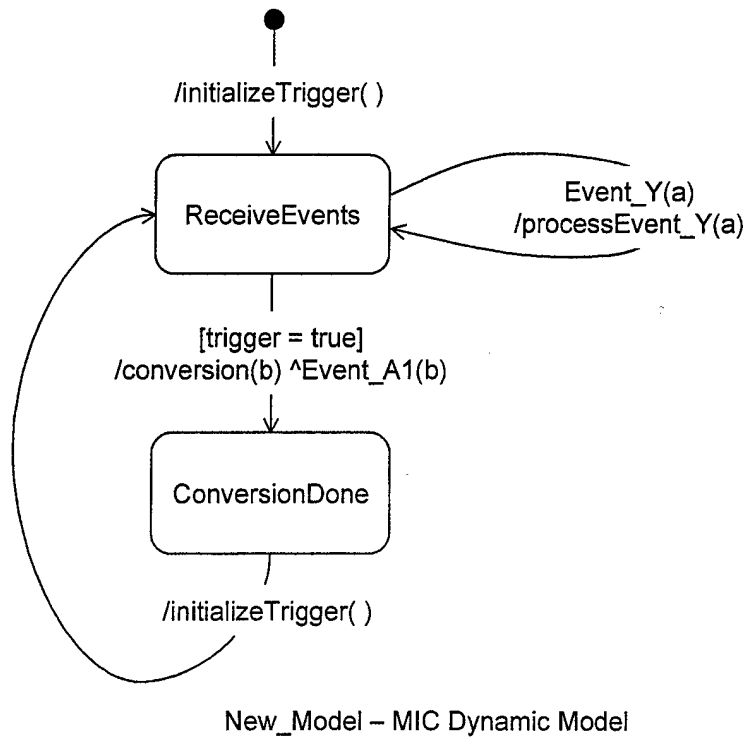 /initializeTrigger( )
ReceiveEvents
Event_Y(a)
/processEvent_Y(a)
[trigger = true]
/conversion(b) ^Event_A1(b)
ConversionDone
/initializeTrigger( )
New_Model – MIC Dynamic Model